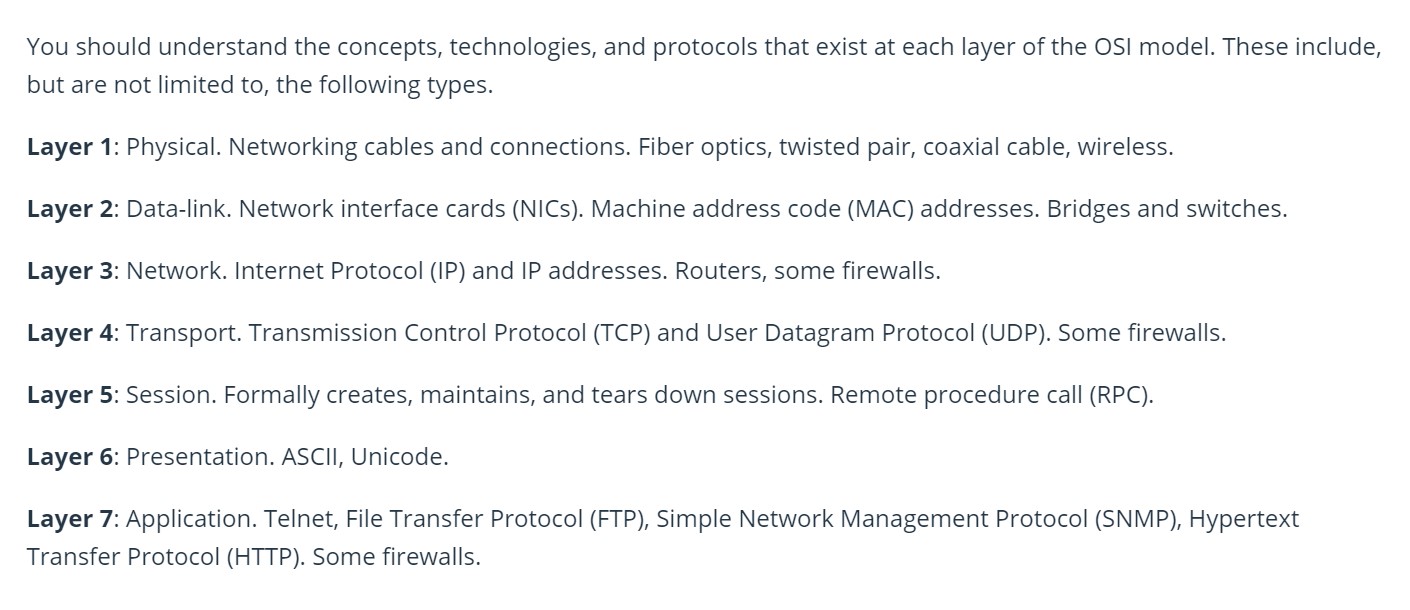 You should understand the concepts, technologies, and protocols that exist at each layer of the OSI model. These include,
but are not limited to, the following types.
Layer 1: Physical. Networking cables and connections. Fiber optics, twisted pair, coaxial cable, wireless.
Layer 2: Data-link. Network interface cards (NICs). Machine address code (MAC) addresses. Bridges and switches.
Layer 3: Network. Internet Protocol (IP) and IP addresses. Routers, some firewalls.
Layer 4: Transport. Transmission Control Protocol (TCP) and User Datagram Protocol (UDP). Some firewalls.
Layer 5: Session. Formally creates, maintains, and tears down sessions. Remote procedure call (RPC).
Layer 6: Presentation. ASCII, Unicode.
Layer 7: Application. Telnet, File Transfer Protocol (FTP), Simple Network Management Protocol (SNMP), Hypertext
Transfer Protocol (HTTP). Some firewalls.